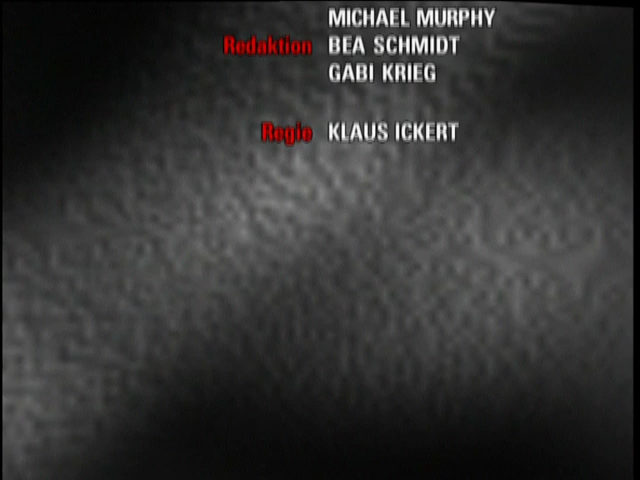 MICHAEL MURPHY
Redaktion BEA SCHMIDT
GABI KRIEG
Regie KLAUS ICKERT